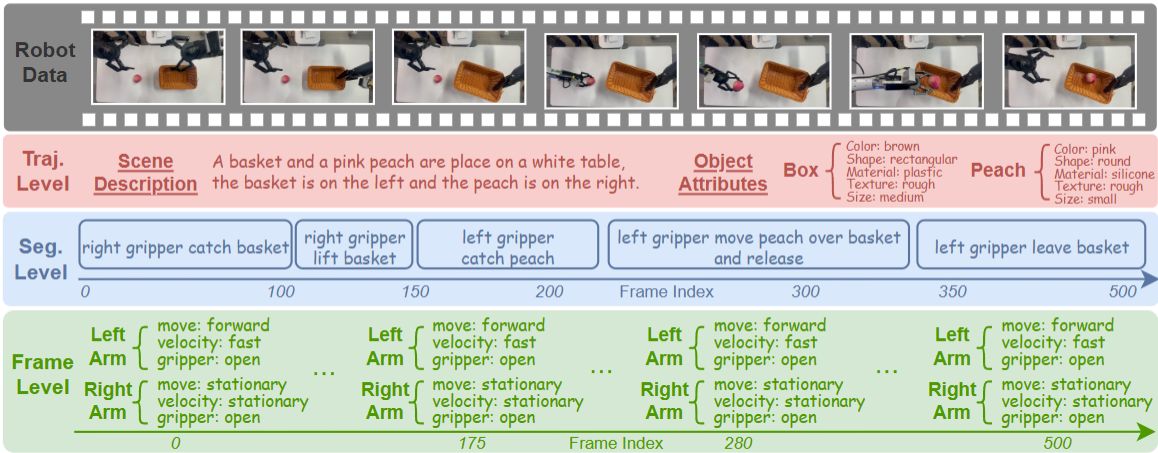 Robot
Data
Traj.
Level
Scene
Description
A basket and a pink peach are place on a white table,
the basket is on the left and the peach is on the right.
Object
Attributes
Box
Color: brown
Shape: rectangular
Material: plastic
Texture: rough
Size: medium
Peach
Color: pink
Shape: round
Material: silicone
Texture: rough
Size: small
Seg.
Level
right gripper catch basket
right gripper
lift basket
left gripper
catch peach
left gripper move peach over basket
and release
left gripper leave basket
0 100 150 200 Frame Index 300 350 500
Frame
Level
Left
Arm
move: forward
velocity: fast
gripper: open
Right
Arm
move: stationary
velocity: stationary
gripper: open
...
Left
Arm
move: forward
velocity: fast
gripper: open
Right
Arm
move: stationary
velocity: stationary
gripper: open
...
Left
Arm
move: forward
velocity: fast
gripper: open
Right
Arm
move: stationary
velocity: stationary
gripper: open
...
Left
Arm
move: forward
velocity: fast
gripper: open
Right
Arm
move: stationary
velocity: stationary
gripper: open
0 175 Frame Index 280 500